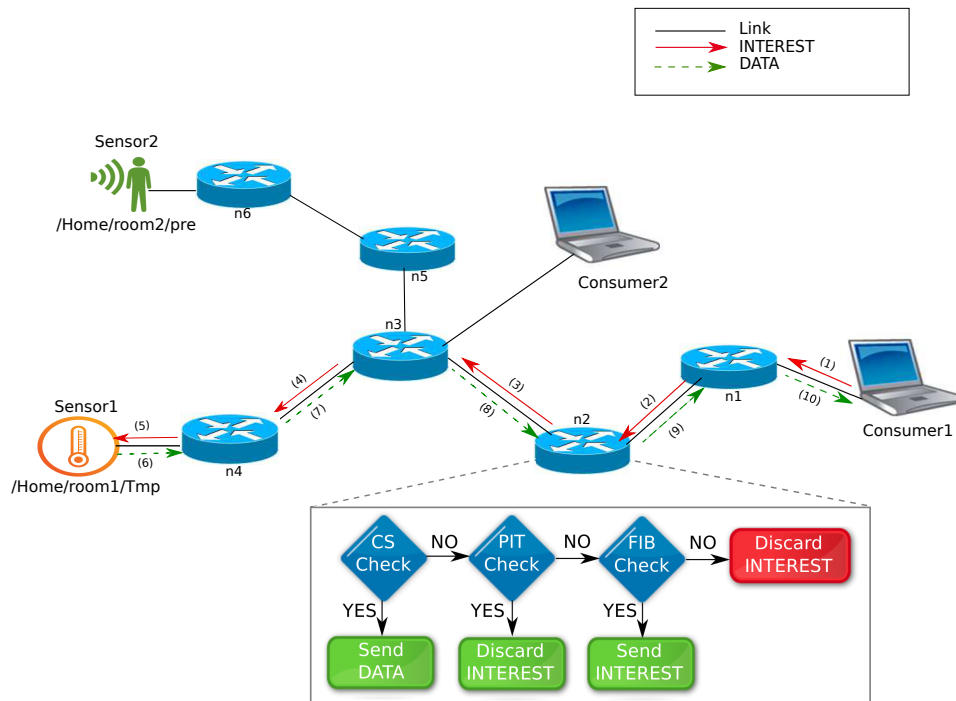 Link
INTEREST
DATA
Sensor2
n6
/Home/room2/pre
n5
Consumer2
n3
(1)
(4)
(3)
(7)
(2)
n1
(10)
(8)
Sensor1
n2
Consumer1
(5)
(9)
(6)
n4
/Home/room1/Tmp
CS
Check
NO
PIT
Check
NO
FIB
Check
NO
Discard
INTEREST
YES
YES
YES
Send
DATA
Discard
INTEREST
Send
INTEREST